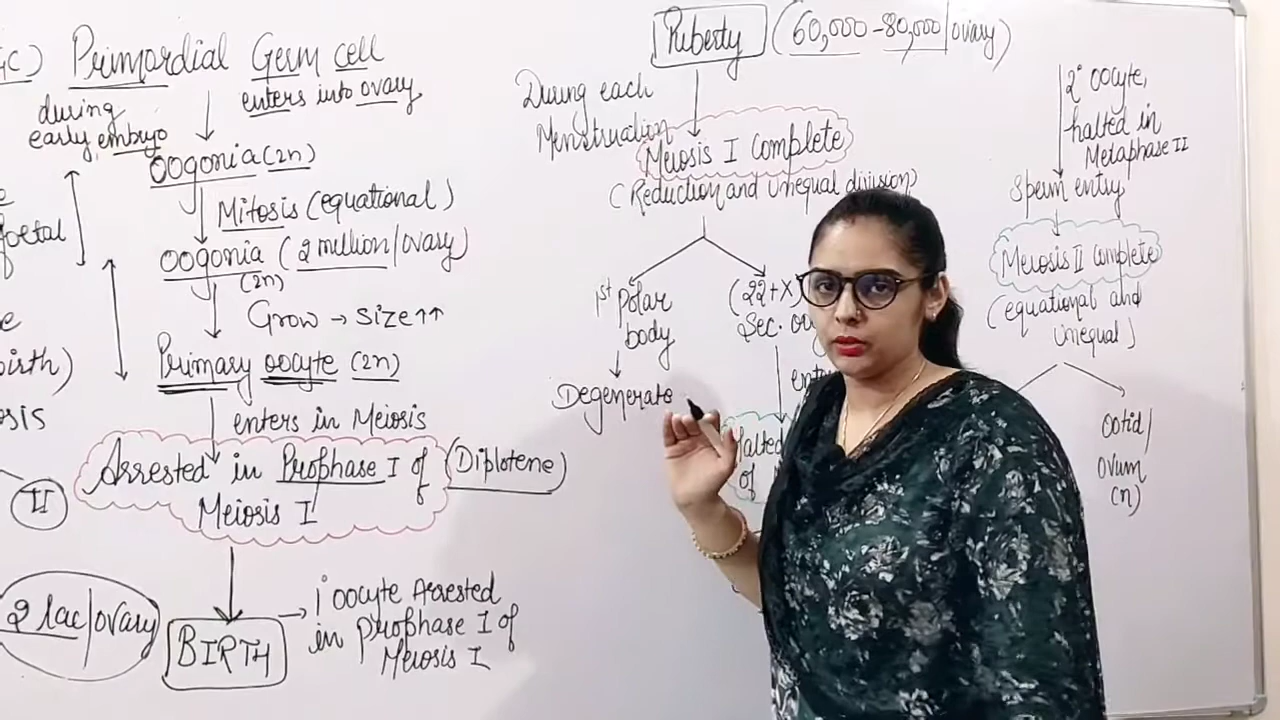 Primordial Germ cell
during
early embryo
enters into ovary
oogonia (2n)
Mitosis (equational)
oogonia (2 million/ovary)
(2n)
Grow → Size ↑↑
Primary oocyte (2n)
enters in Meiosis
Arrested in Prophase I of (Diplotene)
Meiosis I
II
2 lac/ovary
BIRTH
1° oocyte Arrested
in Prophase I of
Meiosis I
birth)
Puberty (60,000-80,000/ovary)
During each
Menstruation
Meiosis I complete
(Reduction and unequal division)
1st Polar
body
Degenerate
(22+X)
Sec.
Halted
of
2° oocyte,
halted in
Metaphase II
Sperm entry
Meiosis II complete
(equational and
unequal)
Ootid/
ovum
(n)